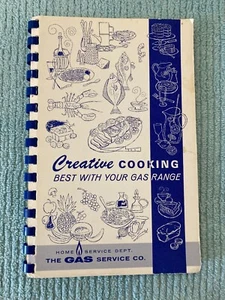 Creative COOKING
BEST WITH YOUR GAS RANGE
HOME SERVICE DEPT.
THE GAS SERVICE CO.